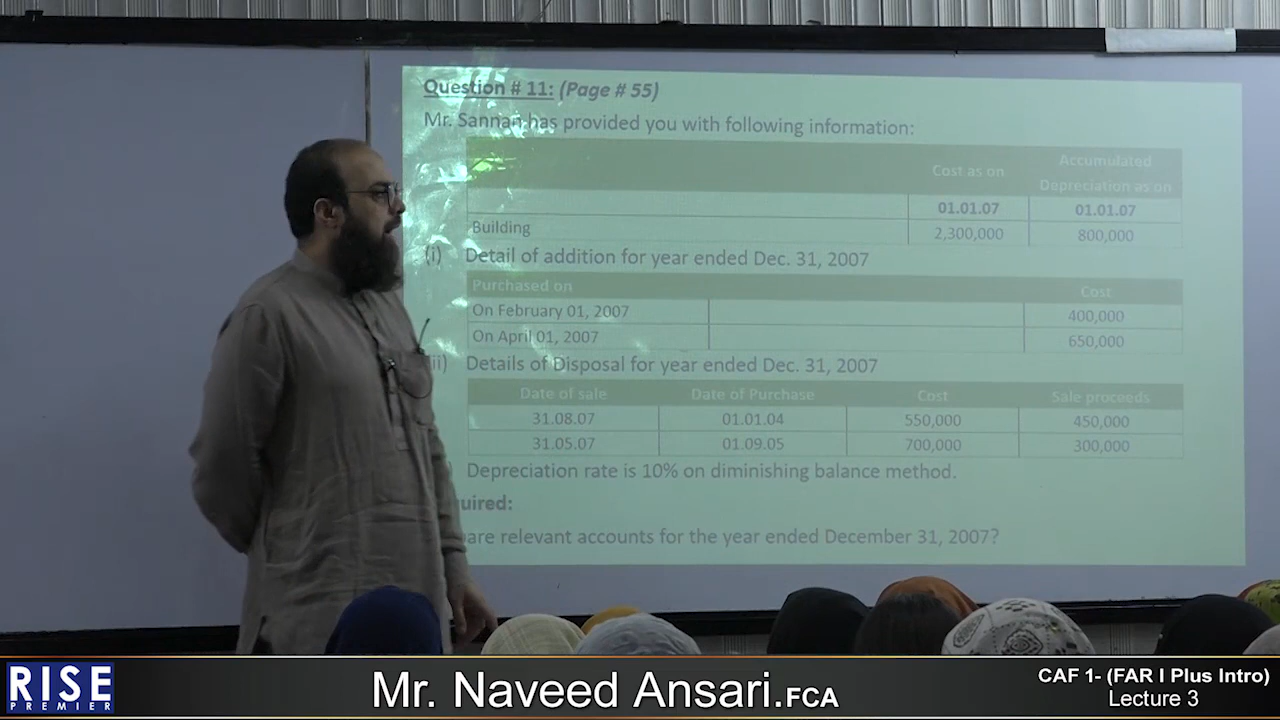 Question # 11: (Page # 55)
Mr. Sannan has provided you with following information:
Cost as on
Accumulated
Depreciation as on
01.01.07 01.01.07
Building 2,300,000 800,000
(i) Detail of addition for year ended Dec. 31, 2007
Purchased on Cost
On February 01, 2007 400,000
On April 01, 2007 650,000
ii) Details of Disposal for year ended Dec. 31, 2007
Date of sale Date of Purchase Cost Sale proceeds
31.08.07 01.01.04 550,000 450,000
31.05.07 01.09.05 700,000 300,000
) Depreciation rate is 10% on diminishing balance method.
uired:
are relevant accounts for the year ended December 31, 2007?
RISE
PREMIER
Mr. Naveed Ansari.FCA
CAF 1- (FAR I Plus Intro)
Lecture 3